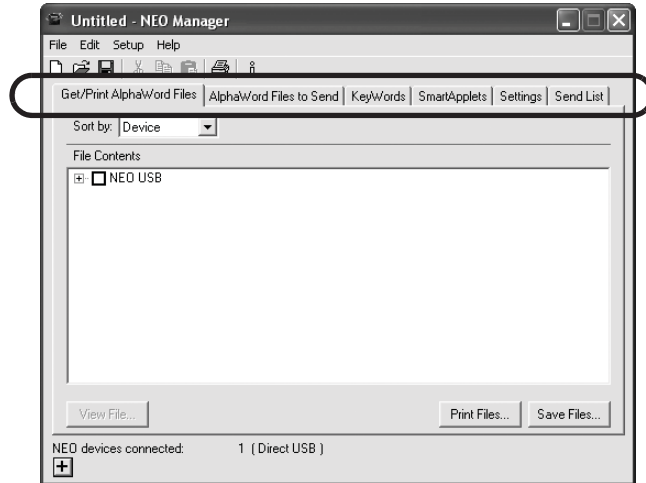 Untitled - NEO Manager
File Edit Setup Help
Get/Print AlphaWord Files AlphaWord Files to Send KeyWords SmartApplets Settings Send List
Sort by: Device
File Contents
NEO USB
View File... Print Files... Save Files...
NEO devices connected: 1 ( Direct USB )